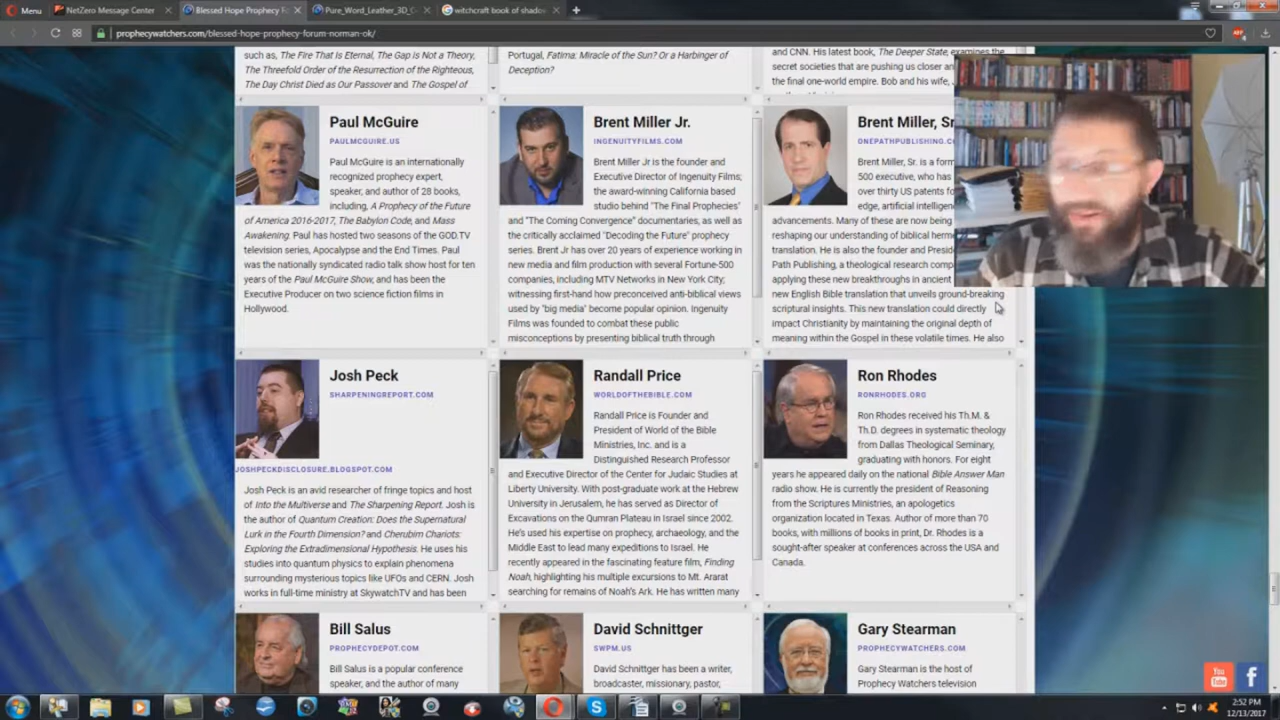 Menu
NetZero Message Center
Blessed Hope Prophecy Fo
Pure_Word_Leather_3D_C
witchcraft book of shadow
prophecywatchers.com/blessed-hope-prophecy-forum-norman-ok/
such as, The Fire That Is Eternal, The Gap is Not a Theory,
The Threefold Order of the Resurrection of the Righteous,
The Day Christ Died as Our Passover and The Gospel of
Portugal, Fatima: Miracle of the Sun? Or a Harbinger of
Deception?
and CNN. His latest book, The Deeper State, examines the
secret societies that are pushing us closer an
the final one-world empire. Bob and his wife,
Paul McGuire
PAULMCGUIRE.US
Paul McGuire is an internationally
recognized prophecy expert,
speaker, and author of 28 books,
including, A Prophecy of the Future
of America 2016-2017, The Babylon Code, and Mass
Awakening. Paul has hosted two seasons of the GOD.TV
television series, Apocalypse and the End Times. Paul
was the nationally syndicated radio talk show host for ten
years of the Paul McGuire Show, and has been the
Executive Producer on two science fiction films in
Hollywood.
Brent Miller Jr.
INGENUITYFILMS.COM
Brent Miller Jr is the founder and
Executive Director of Ingenuity Films;
the award-winning California based
studio behind "The Final Prophecies"
and "The Coming Convergence" documentaries, as well as
the critically acclaimed "Decoding the Future" prophecy
series. Brent Jr has over 20 years of experience working in
new media and film production with several Fortune-500
companies, including MTV Networks in New York City;
witnessing first-hand how preconceived anti-biblical views
used by "big media" become popular opinion. Ingenuity
Films was founded to combat these public
misconceptions by presenting biblical truth through
Brent Miller, Sr
ONEPATHPUBLISHING.C
Brent Miller, Sr. is a form
500 executive, who has
over thirty US patents fo
edge, artificial intelligenc
advancements. Many of these are now being
reshaping our understanding of biblical herme
translation. He is also the founder and Presid
Path Publishing, a theological research compa
applying these new breakthroughs in ancient
new English Bible translation that unveils ground-breaking
scriptural insights. This new translation could directly
impact Christianity by maintaining the original depth of
meaning within the Gospel in these volatile times. He also
Josh Peck
SHARPENINGREPORT.COM
JOSHPECKDISCLOSURE.BLOGSPOT.COM
Josh Peck is an avid researcher of fringe topics and host
of Into the Multiverse and The Sharpening Report. Josh is
the author of Quantum Creation: Does the Supernatural
Lurk in the Fourth Dimension? and Cherubim Chariots:
Exploring the Extradimensional Hypothesis. He uses his
studies into quantum physics to explain phenomena
surrounding mysterious topics like UFOs and CERN. Josh
works in full-time ministry at SkywatchTV and has been
Randall Price
WORLDOFTHEBIBLE.COM
Randall Price is Founder and
President of World of the Bible
Ministries, Inc. and is a
Distinguished Research Professor
and Executive Director of the Center for Judaic Studies at
Liberty University. With post-graduate work at the Hebrew
University in Jerusalem, he has served as Director of
Excavations on the Qumran Plateau in Israel since 2002.
He's used his expertise on prophecy, archaeology, and the
Middle East to lead many expeditions to Israel. He
recently appeared in the fascinating feature film, Finding
Noah, highlighting his multiple excursions to Mt. Ararat
searching for remains of Noah's Ark. He has written many
Ron Rhodes
RONRHODES.ORG
Ron Rhodes received his Th.M. &
Th.D. degrees in systematic theology
from Dallas Theological Seminary,
graduating with honors. For eight
years he appeared daily on the national Bible Answer Man
radio show. He is currently the president of Reasoning
from the Scriptures Ministries, an apologetics
organization located in Texas. Author of more than 70
books, with millions of books in print, Dr. Rhodes is a
sought-after speaker at conferences across the USA and
Canada.
Bill Salus
PROPHECYDEPOT.COM
Bill Salus is a popular conference
speaker, and the author of many
David Schnittger
SWPM.US
David Schnittger has been a writer,
broadcaster, missionary, pastor,
Gary Stearman
PROPHECYWATCHERS.COM
Gary Stearman is the host of
Prophecy Watchers television
You
Tube
2:52 PM
12/13/2017